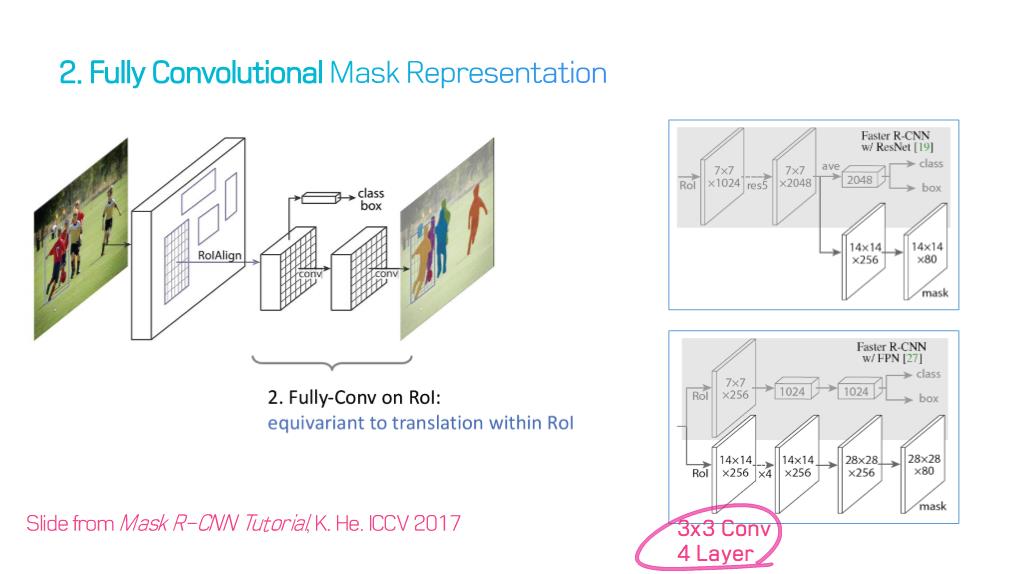 2. Fully Convolutional Mask Representation
class
box
RoIAlign
conv
conv
2. Fully-Conv on RoI:
equivariant to translation within RoI
Slide from Mask R-CNN Tutorial, K. He. ICCV 2017
Faster R-CNN
w/ ResNet [19]
RoI
7×7
×1024
res5
7×7
×2048
ave
2048
class
box
14×14
×256
14×14
×80
mask
Faster R-CNN
w/ FPN [27]
RoI
7×7
×256
1024
1024
class
box
RoI
14×14
×256
×4
14×14
×256
28×28
×256
28×28
×80
mask
3x3 Conv
4 Layer